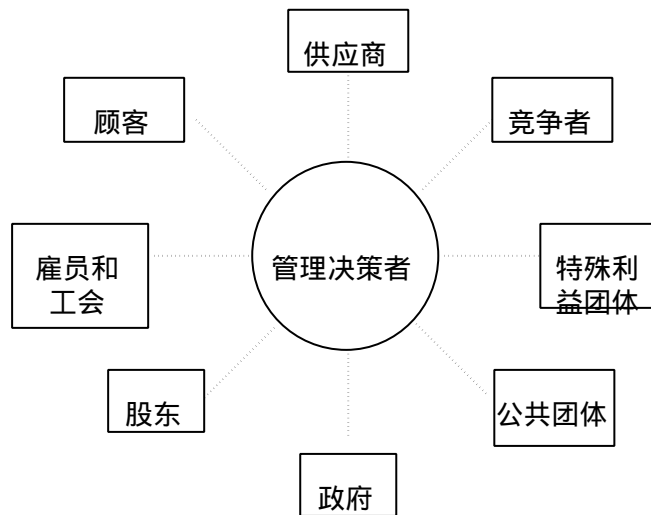 供应商
顾客
竞争者
雇员和
工会
管理决策者
特殊利
益团体
股东
公共团体
政府